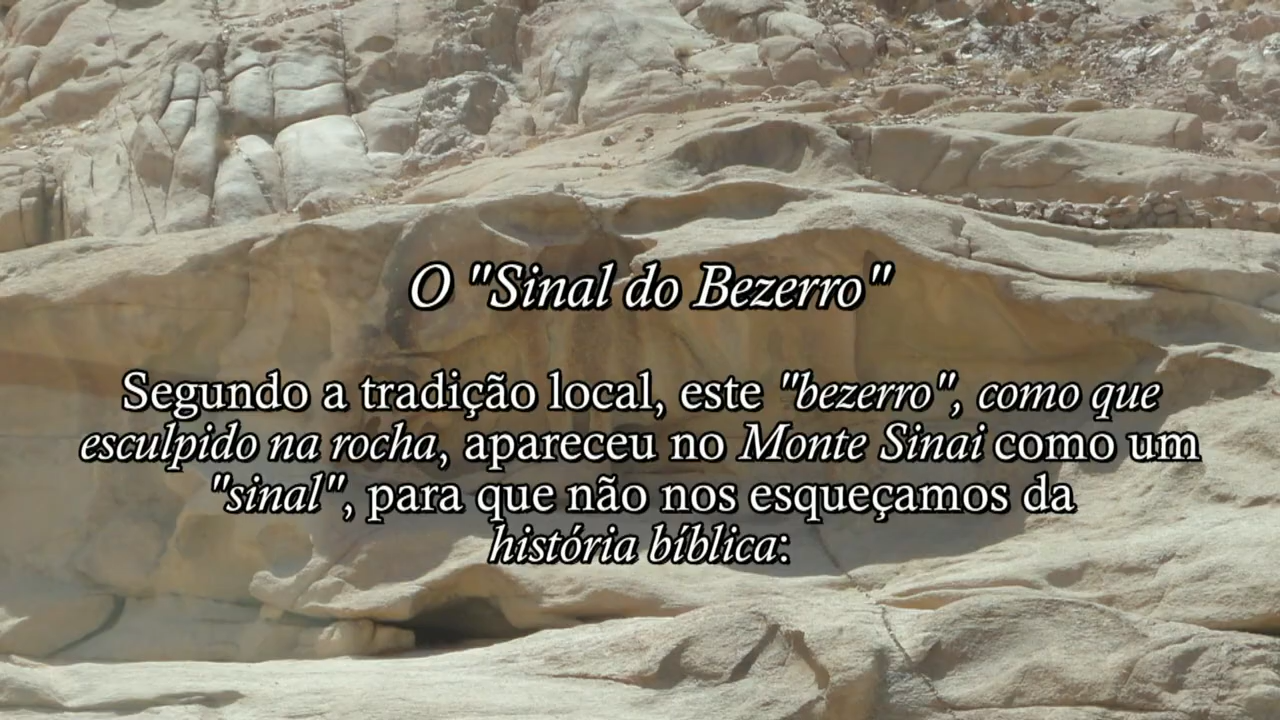 O "Sinal do Bezerro"
Segundo a tradição local, este "bezerro", como que
esculpido na rocha, apareceu no Monte Sinai como um
"sinal", para que não nos esqueçamos da
história bíblica: